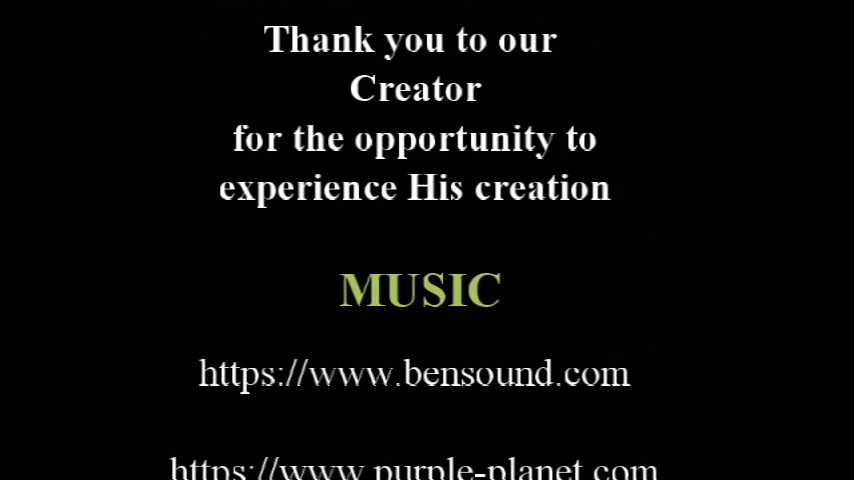 Thank you to our
Creator
for the opportunity to
experience His creation
MUSIC
https://www.bensound.com
https://www.purple-planet.com